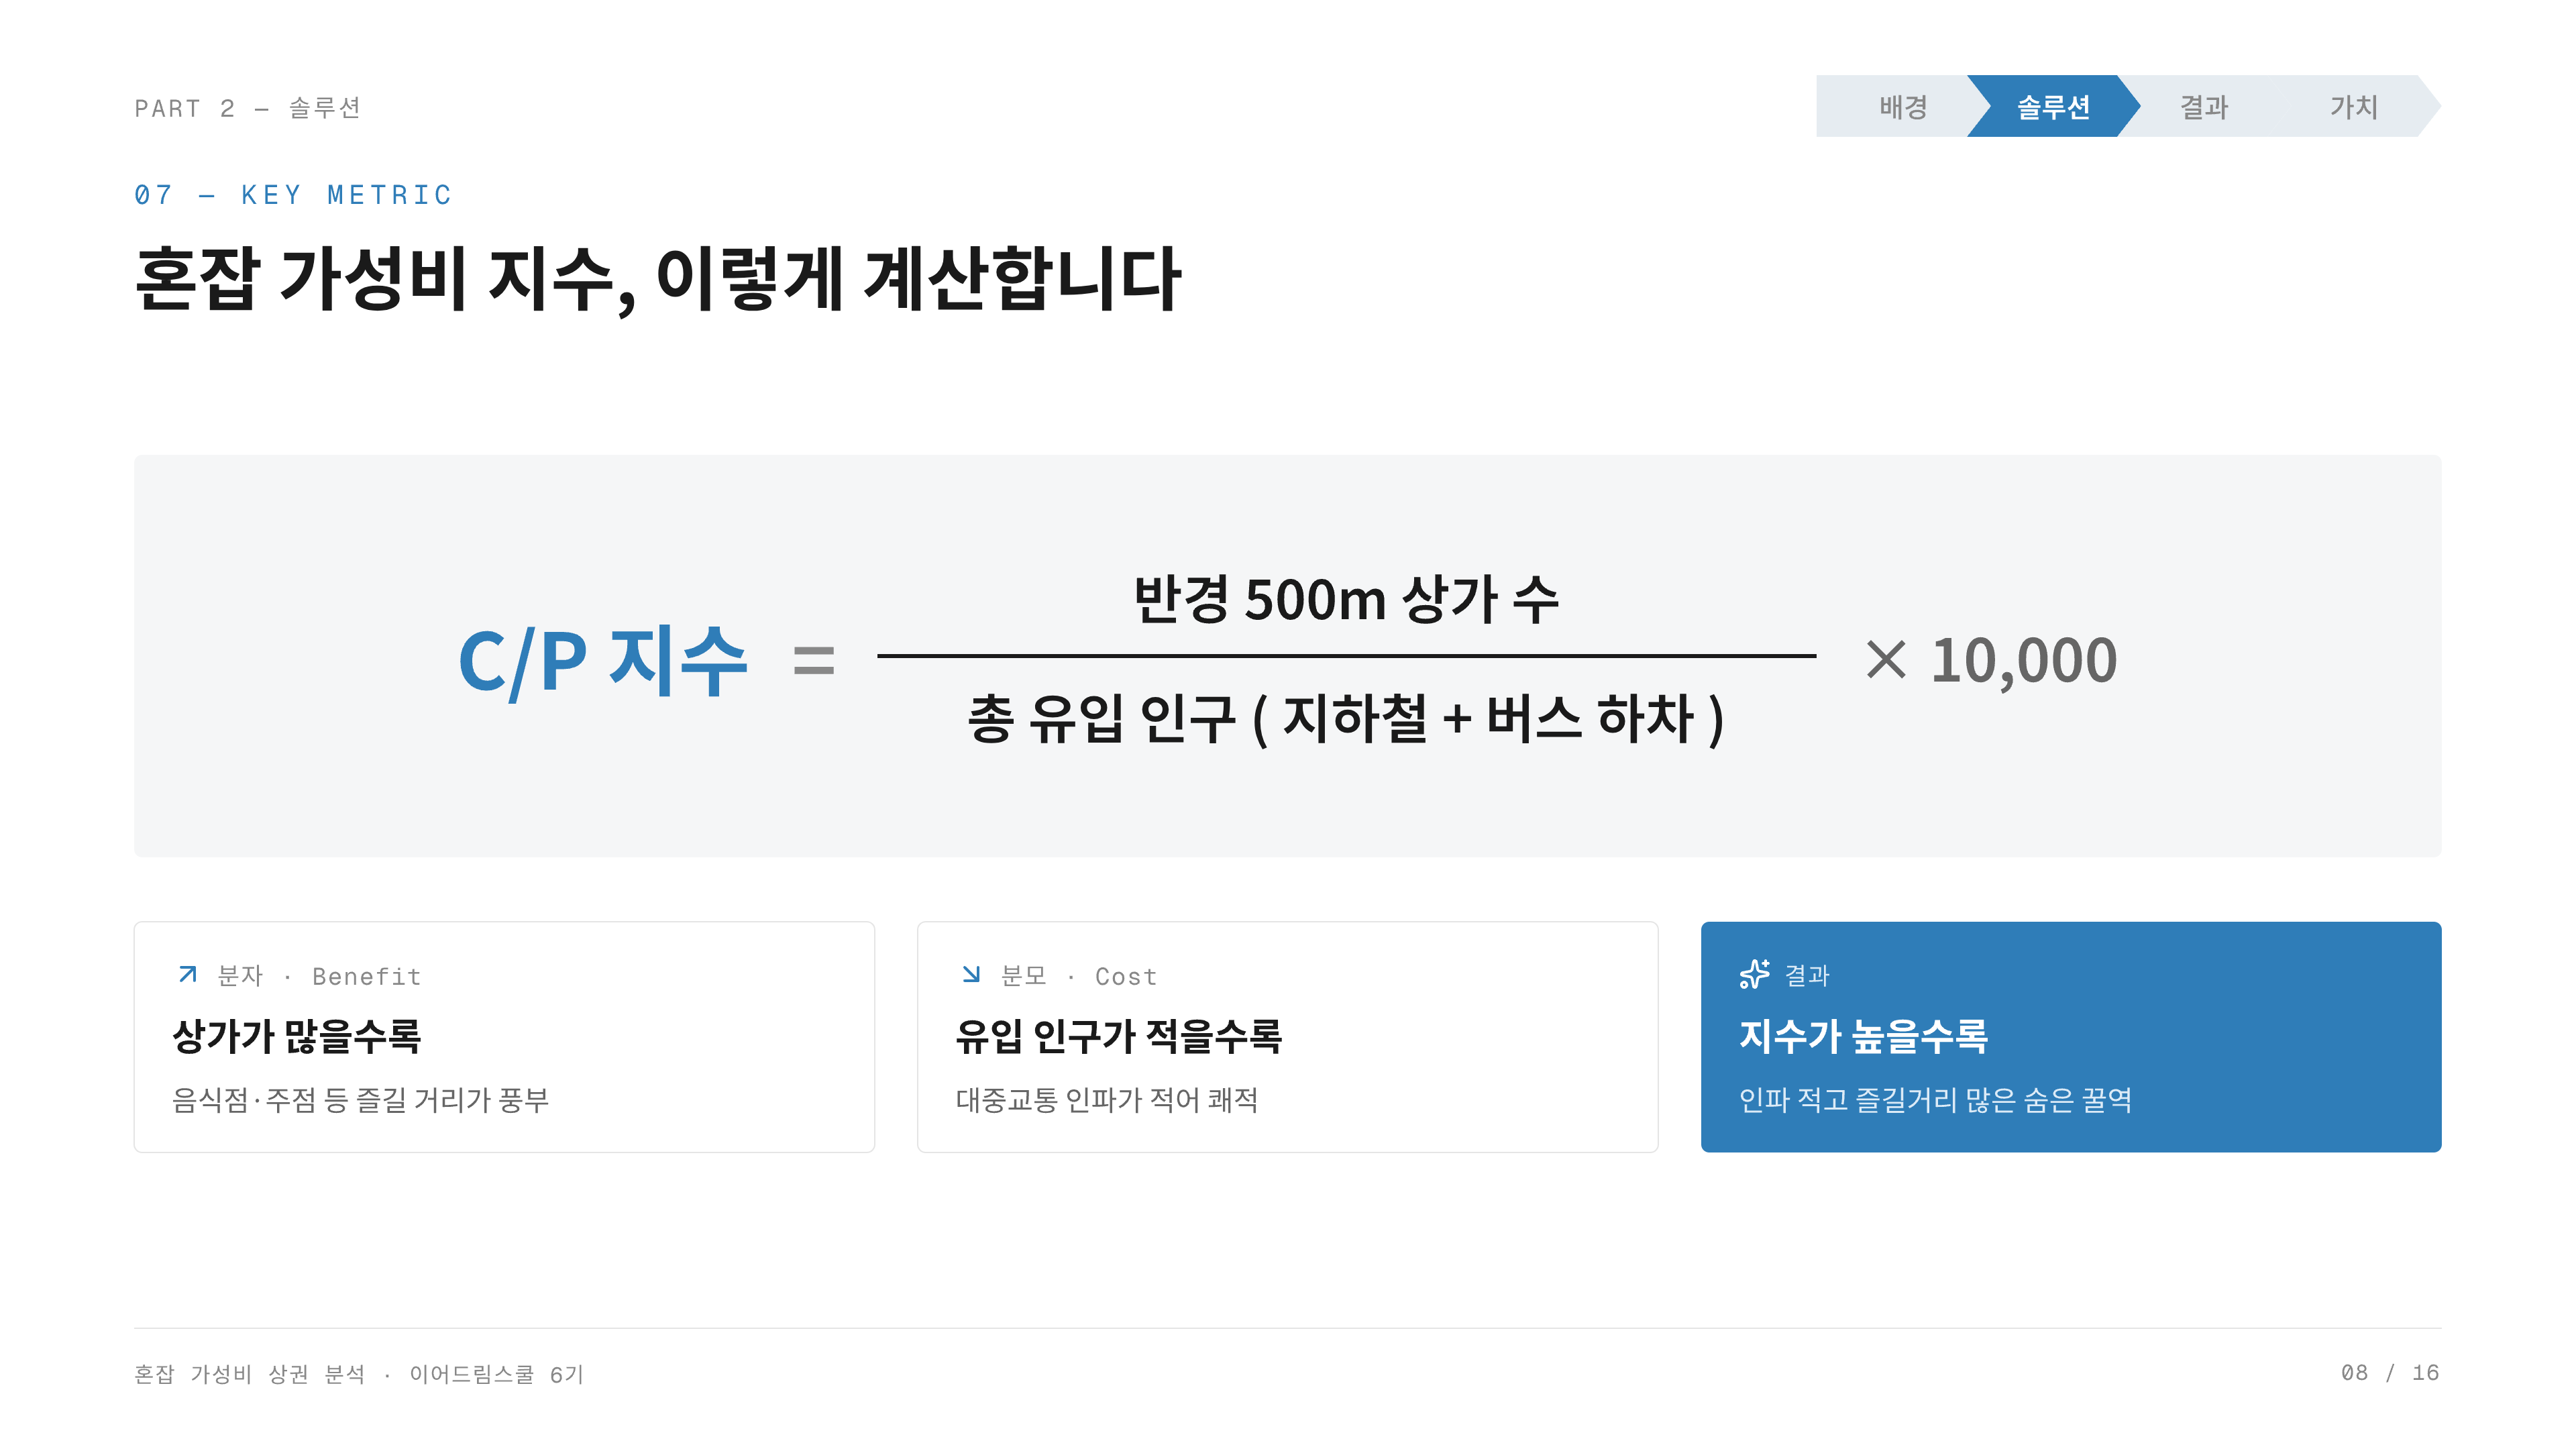 PART 2 — 솔루션
배경 솔루션 결과 가치
07 — KEY METRIC
혼잡 가성비 지수, 이렇게 계산합니다
반경 500m 상가 수
C/P 지수 = × 10,000
총 유입 인구 ( 지하철 + 버스 하차 )
분자 · Benefit
상가가 많을수록
음식점·주점 등 즐길 거리가 풍부
분모 · Cost
유입 인구가 적을수록
대중교통 인파가 적어 쾌적
결과
지수가 높을수록
인파 적고 즐길거리 많은 숨은 꿀역
혼잡 가성비 상권 분석 · 이어드림스쿨 6기
08 / 16